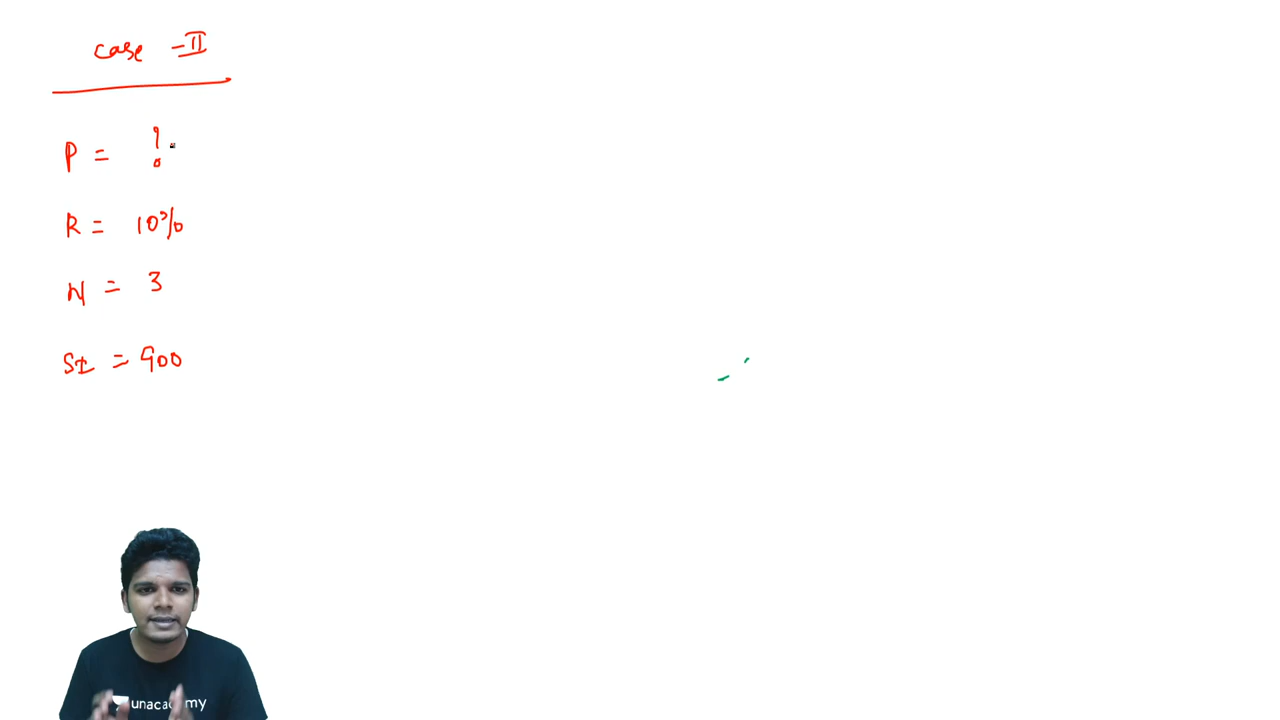 case - II
P = ?
R = 10%
N = 3
SI = 900
unacademy